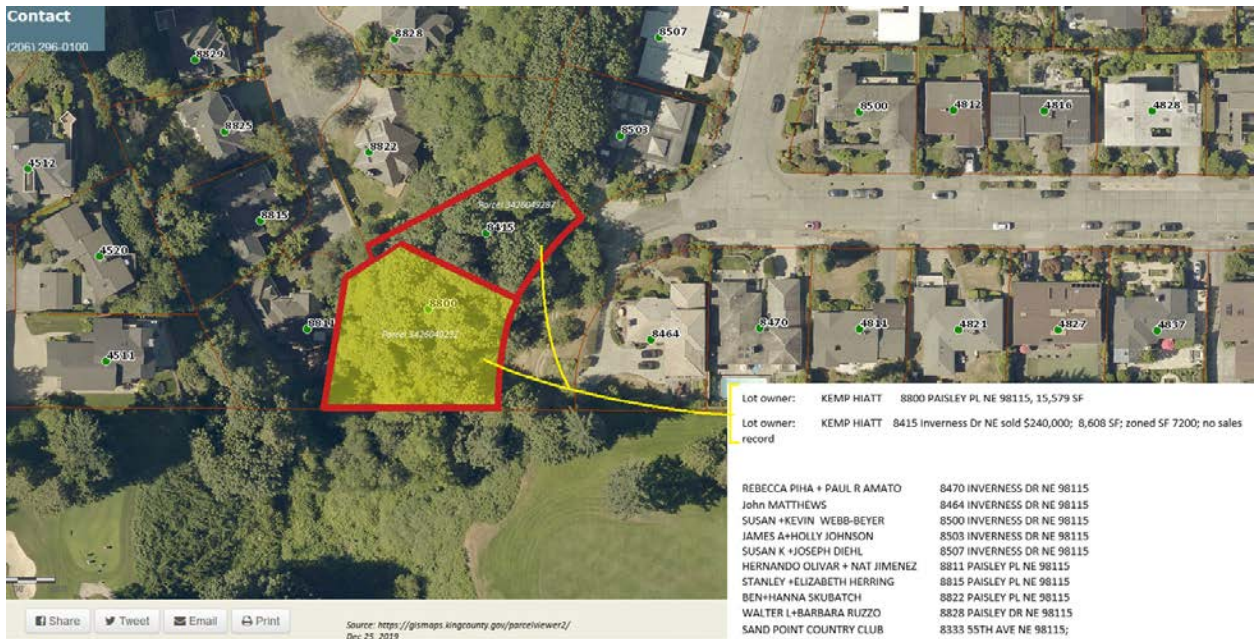 Contact
(206) 296-0100
8829
8828
8507
8825
8822
8503
8500
4812
4816
4828
4512
8815
4520
Parcel 3426049287
8415
8800
8811
Parcel 3426049232
4511
8464
8470
4811
4821
4827
4837
Lot owner: KEMP HIATT 8800 PAISLEY PL NE 98115, 15,579 SF
Lot owner: KEMP HIATT 8415 Inverness Dr NE sold $240,000; 8,608 SF; zoned SF 7200; no sales
record
REBECCA PIHA + PAUL R AMATO 8470 INVERNESS DR NE 98115
John MATTHEWS 8464 INVERNESS DR NE 98115
SUSAN +KEVIN WEBB-BEYER 8500 INVERNESS DR NE 98115
JAMES A+HOLLY JOHNSON 8503 INVERNESS DR NE 98115
SUSAN K +JOSEPH DIEHL 8507 INVERNESS DR NE 98115
HERNANDO OLIVAR + NAT JIMENEZ 8811 PAISLEY PL NE 98115
STANLEY +ELIZABETH HERRING 8815 PAISLEY PL NE 98115
BEN+HANNA SKUBATCH 8822 PAISLEY PL NE 98115
WALTER L+BARBARA RUZZO 8828 PAISLEY DR NE 98115
SAND POINT COUNTRY CLUB 8333 55TH AVE NE 98115;
Share Tweet Email Print
Source: https://gismaps.kingcounty.gov/parcelviewer2/
Dec 25, 2019